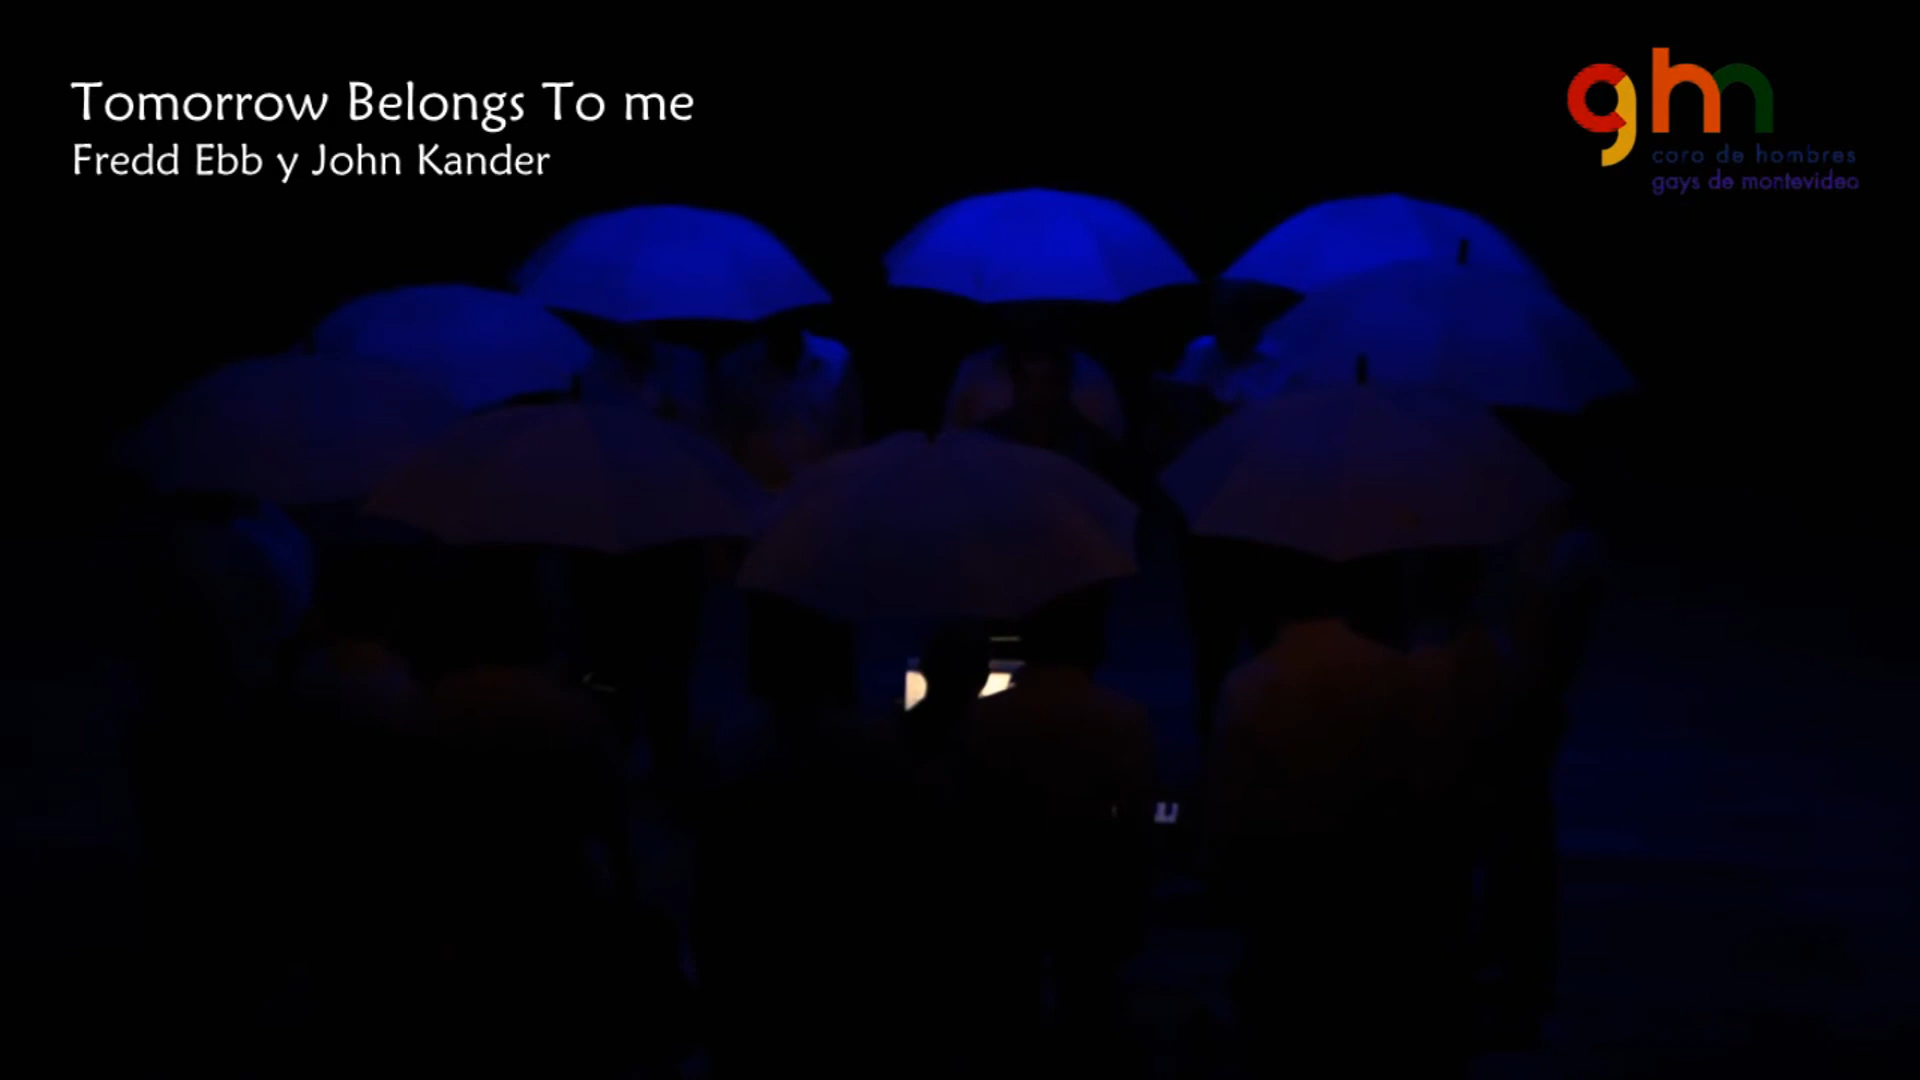 Tomorrow Belongs To me
Fredd Ebb y John Kander
ghm
coro de hombres
gays de montevideo